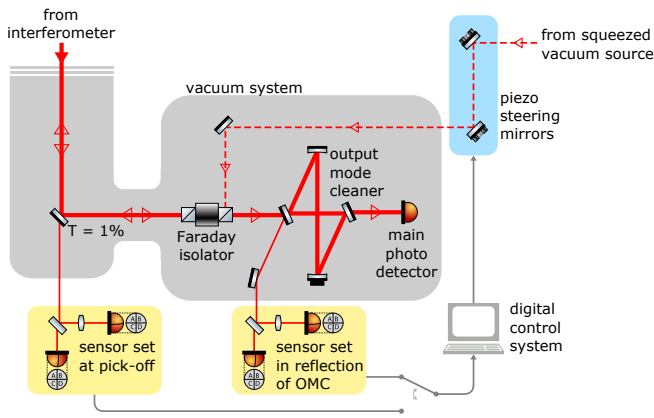 from
interferometer
from squeezed
vacuum source
vacuum system
piezo
steering
mirrors
output
mode
cleaner
T = 1%
Faraday
isolator
main
photo
detector
A B
C D
A B
C D
sensor set
at pick-off
A B
C D
A B
C D
sensor set
in reflection
of OMC
digital
control
system